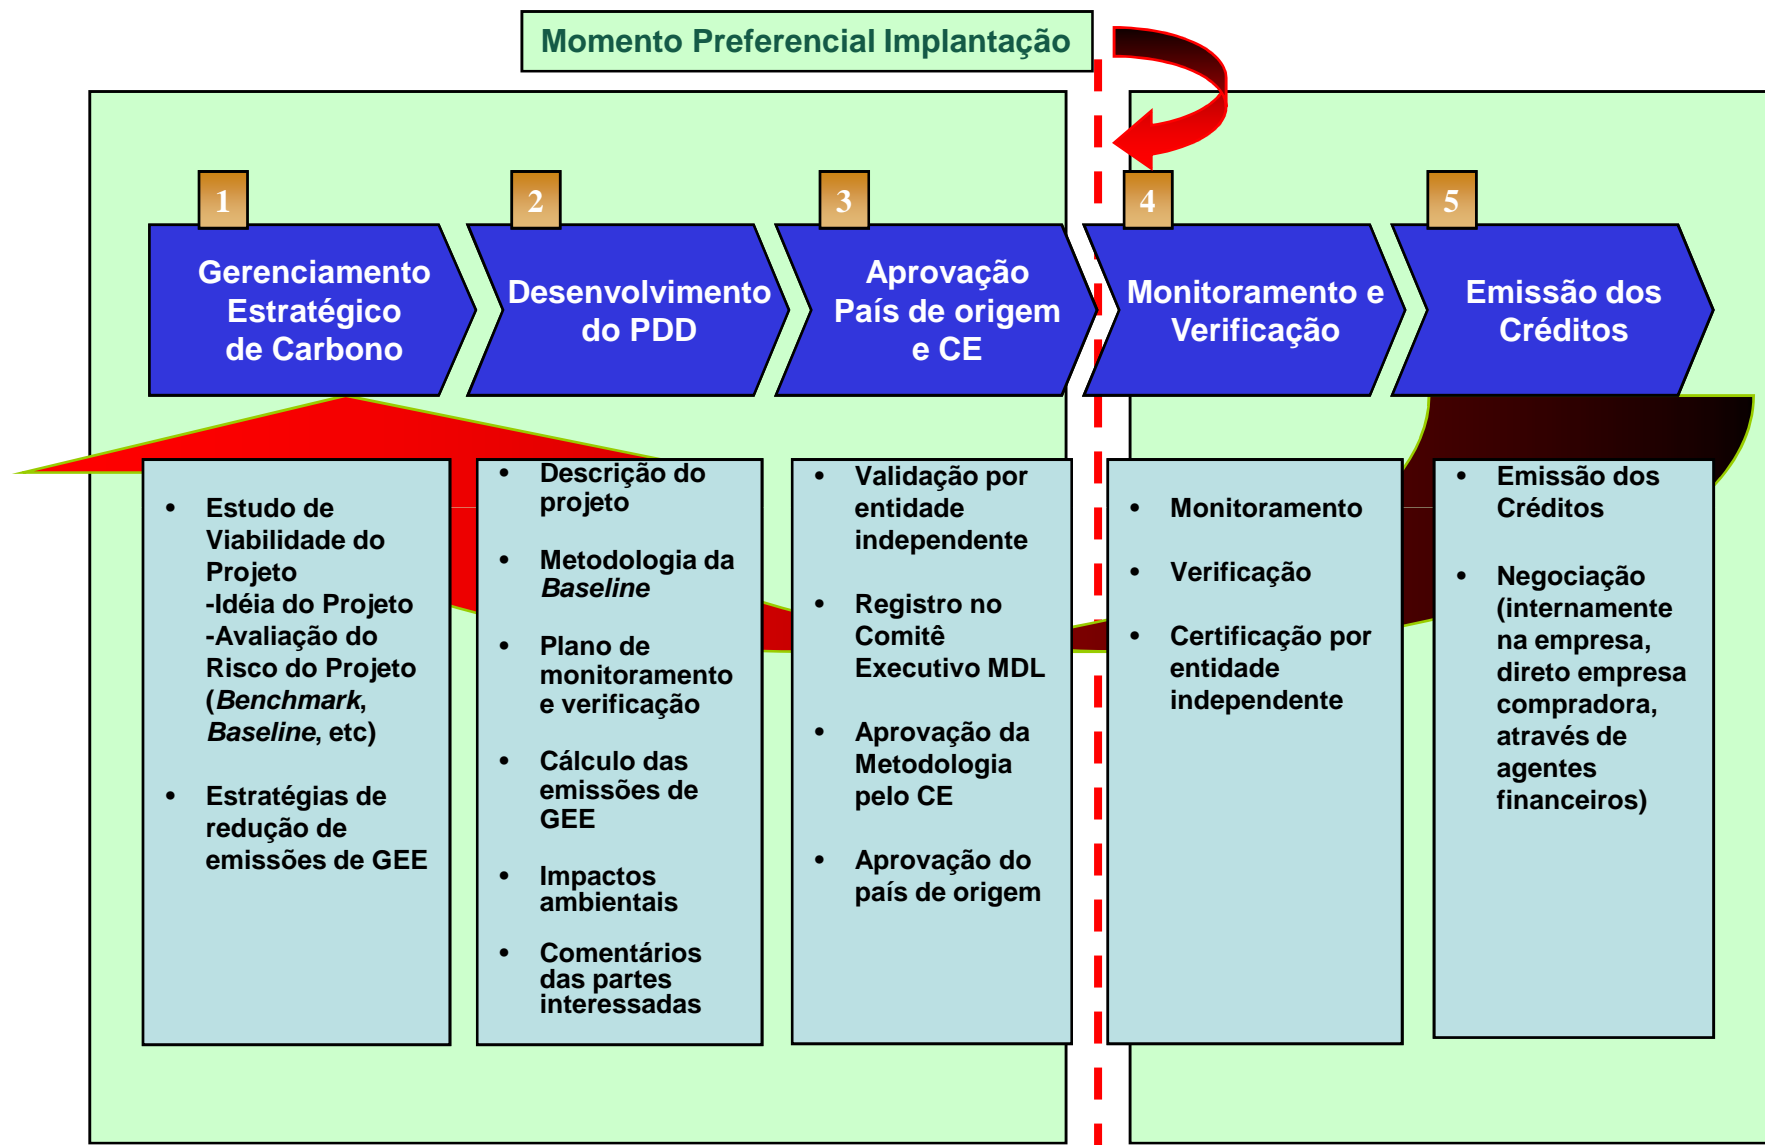 Momento Preferencial Implantação
1
2
3
4
5
Gerenciamento
Estratégico
de Carbono
Desenvolvimento
do PDD
Aprovação
País de origem
e CE
Monitoramento e
Verificação
Emissão dos
Créditos
• Estudo de
Viabilidade do
Projeto
-Idéia do Projeto
-Avaliação do
Risco do Projeto
(Benchmark,
Baseline, etc)
• Estratégias de
redução de
emissões de GEE
• Descrição do
projeto
• Metodologia da
Baseline
• Plano de
monitoramento
e verificação
• Cálculo das
emissões de
GEE
• Impactos
ambientais
• Comentários
das partes
interessadas
• Validação por
entidade
independente
• Registro no
Comitê
Executivo MDL
• Aprovação da
Metodologia
pelo CE
• Aprovação do
país de origem
• Monitoramento
• Verificação
• Certificação por
entidade
independente
• Emissão dos
Créditos
• Negociação
(internamente
na empresa,
direto empresa
compradora,
através de
agentes
financeiros)